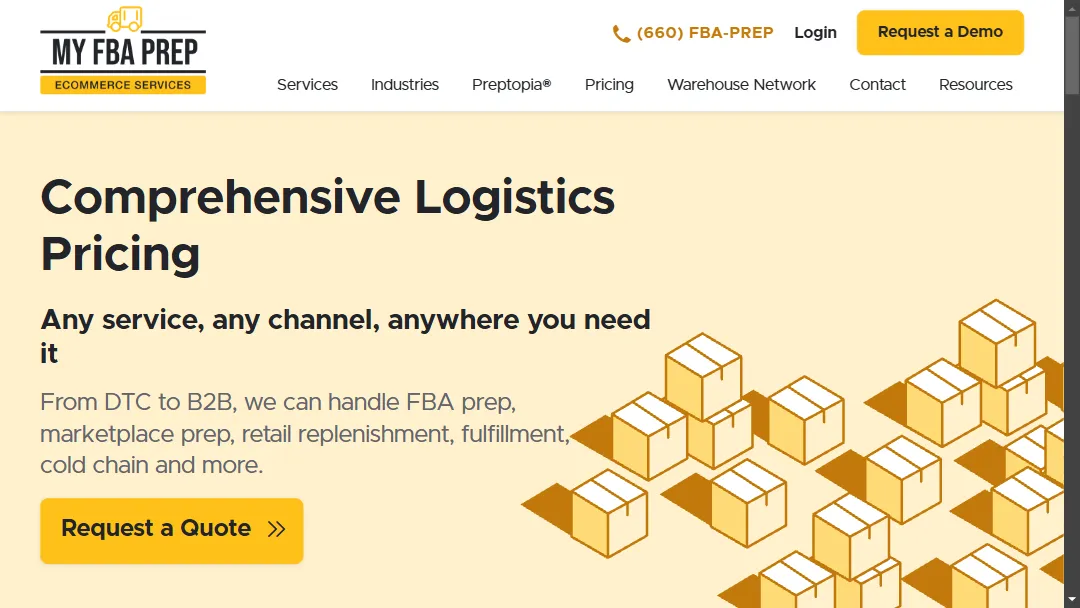 MY FBA PREP
ECOMMERCE SERVICES
(660) FBA-PREP
Login
Request a Demo
Services
Industries
Preptopia®
Pricing
Warehouse Network
Contact
Resources
Comprehensive Logistics
Pricing
Any service, any channel, anywhere you need
it
From DTC to B2B, we can handle FBA prep,
marketplace prep, retail replenishment, fulfillment,
cold chain and more.
Request a Quote